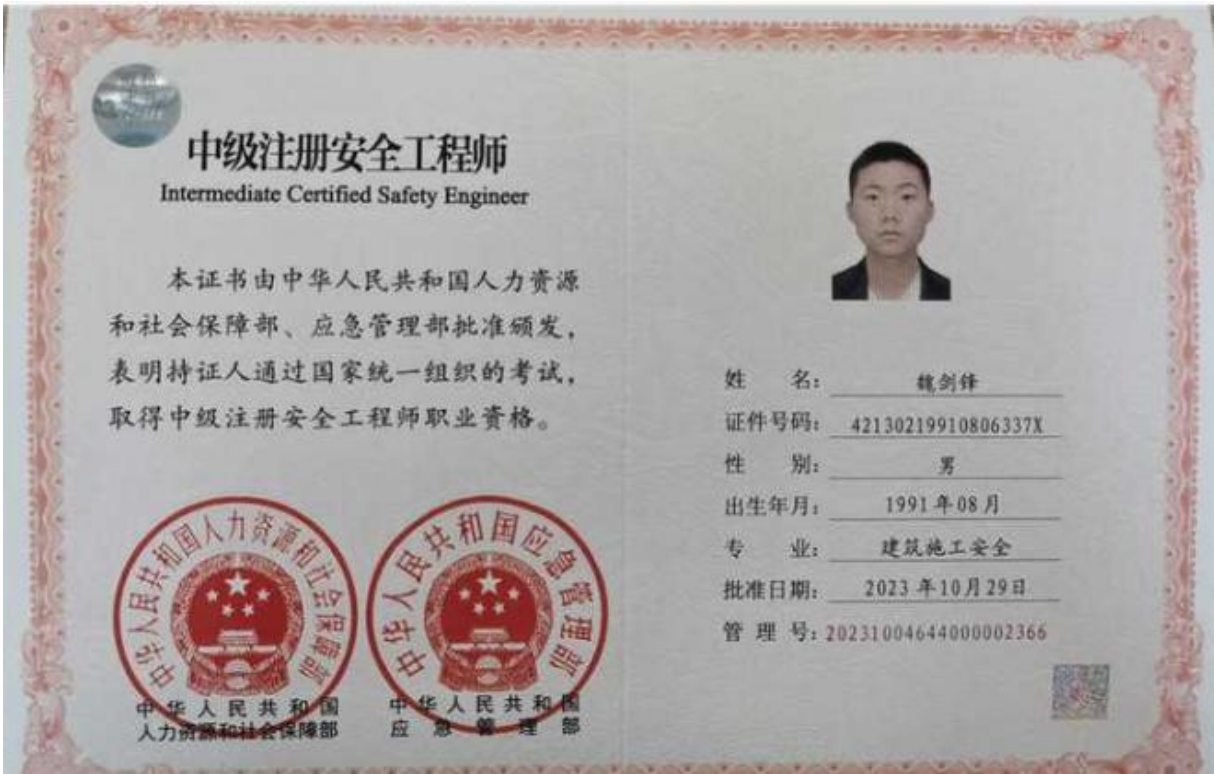 中级注册安全工程师
Intermediate Certified Safety Engineer
本证书由中华人民共和国人力资源
和社会保障部、应急管理部批准颁发，
表明持证人通过国家统一组织的考试，
取得中级注册安全工程师职业资格。
中华人民共和国人力资源和社会保障部
中华人民共和国应急管理部
中华人民共和国
人力资源和社会保障部
中华人民共和国
应急管理部
姓 名：魏剑锋
证件号码：42130219910806337X
性 别：男
出生年月：1991年08月
专 业：建筑施工安全
批准日期：2023年10月29日
管 理 号：20231004644000002366